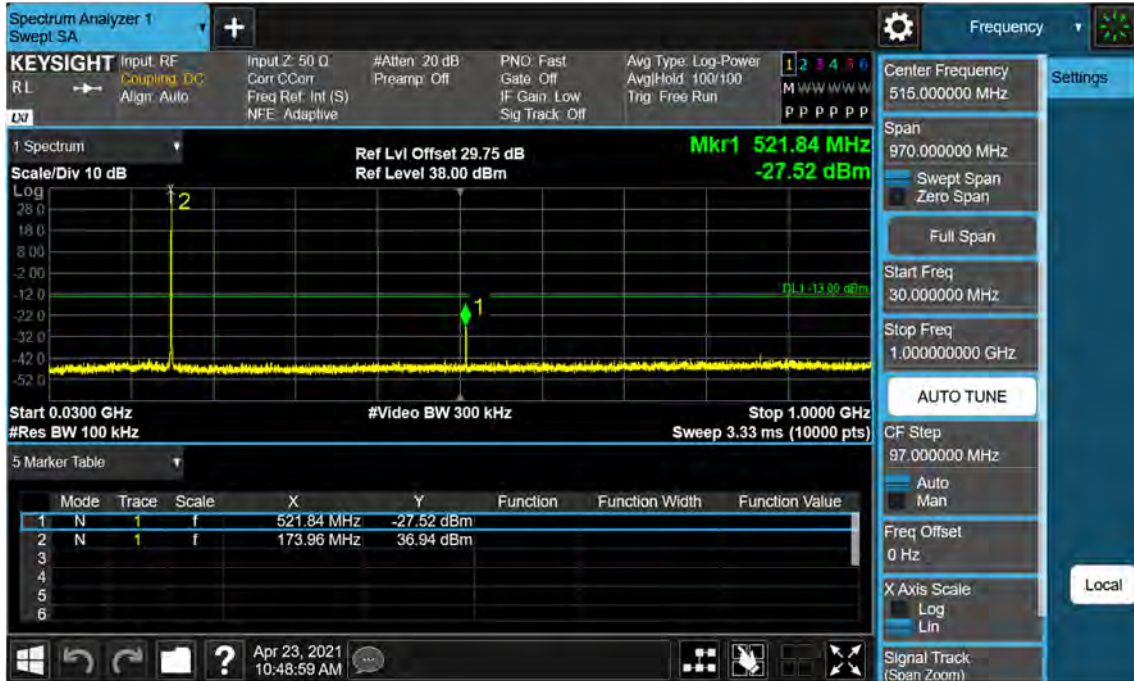 Spectrum Analyzer 1
Swept SA
+
Frequency
KEYSIGHT
RL
LXI
Input: RF
Coupling: DC
Align: Auto
Input Z: 50 Ω
Corr CCorr
Freq Ref: Int (S)
NFE: Adaptive
#Atten: 20 dB
Preamp: Off
PNO: Fast
Gate: Off
IF Gain: Low
Sig Track: Off
Avg Type: Log-Power
Avg|Hold: 100/100
Trig: Free Run
1 2 3 4 5 6
M W W W W W
P P P P P P
1 Spectrum
Scale/Div 10 dB
Ref Lvl Offset 29.75 dB
Ref Level 38.00 dBm
Mkr1 521.84 MHz
-27.52 dBm
Log
28.0
18.0
8.00
-2.00
-12.0
-22.0
-32.0
-42.0
-52.0
2
1
DL1 -13.00 dBm
Start 0.0300 GHz
#Res BW 100 kHz
#Video BW 300 kHz
Stop 1.0000 GHz
Sweep 3.33 ms (10000 pts)
5 Marker Table
Mode Trace Scale X Y Function Function Width Function Value
1 N 1 f 521.84 MHz -27.52 dBm
2 N 1 f 173.96 MHz 36.94 dBm
3
4
5
6
?
Apr 23, 2021
10:48:59 AM
Center Frequency
515.000000 MHz
Span
970.000000 MHz
Swept Span
Zero Span
Full Span
Start Freq
30.000000 MHz
Stop Freq
1.000000000 GHz
AUTO TUNE
CF Step
97.000000 MHz
Auto
Man
Freq Offset
0 Hz
X Axis Scale
Log
Lin
Signal Track
(Span Zoom)
Settings
Local